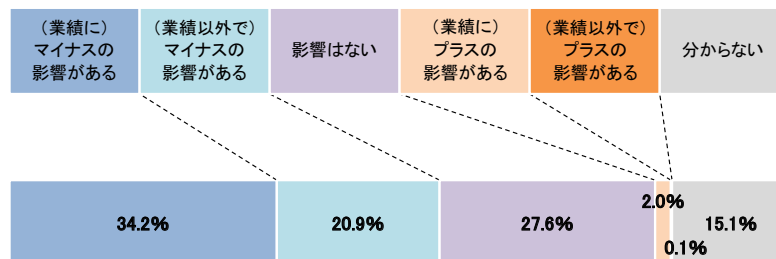 （業績に）
マイナスの
影響がある
（業績以外で）
マイナスの
影響がある
影響はない
（業績に）
プラスの
影響がある
（業績以外で）
プラスの
影響がある
分からない
34.2%
20.9%
27.6%
2.0%
0.1%
15.1%